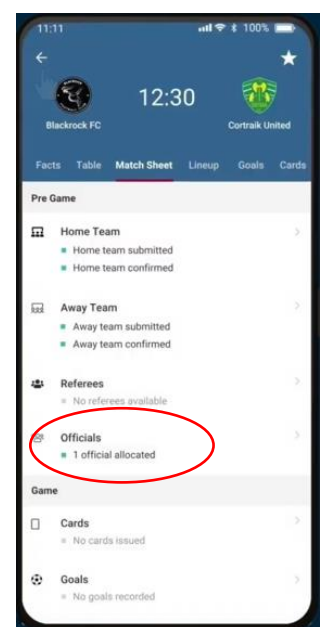 11:11
100%
12:30
Blackrock FC
Cortraik United
Facts Table Match Sheet Lineup Goals Cards
Pre Game
Home Team
Home team submitted
Home team confirmed
Away Team
Away team submitted
Away team confirmed
Referees
No referees available
Officials
1 official allocated
Game
Cards
No cards issued
Goals
No goals recorded